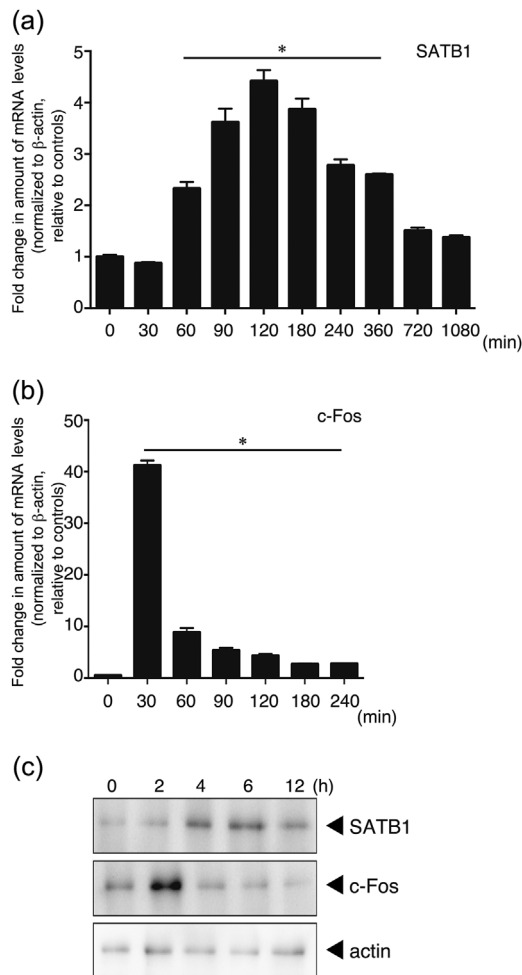 (a)
SATB1
*
Fold change in amount of mRNA levels
(normalized to β-actin,
relative to controls)
5
4
3
2
1
0
0 30 60 90 120 180 240 360 720 1080 (min)
(b)
c-Fos
*
Fold change in amount of mRNA levels
(normalized to β-actin,
relative to controls)
50
40
30
20
10
0
0 30 60 90 120 180 240 (min)
(c)
0 2 4 6 12 (h)
SATB1
c-Fos
actin